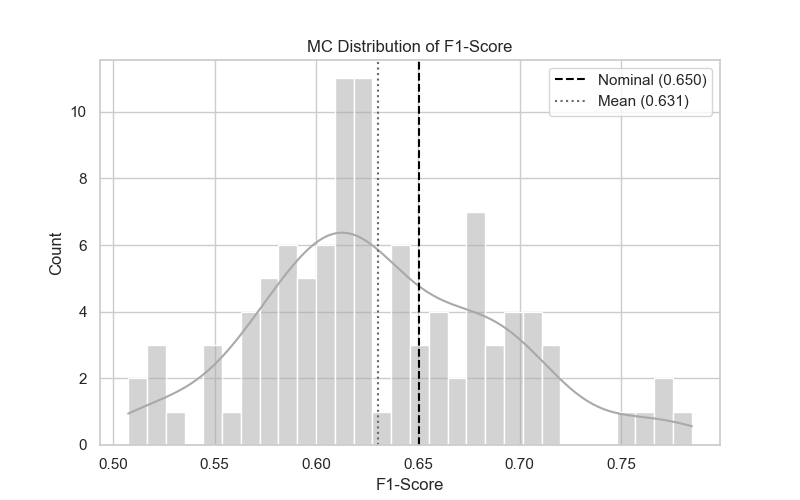 MC Distribution of F1-Score
Nominal (0.650)
Mean (0.631)
Count
10
8
6
4
2
0
0.50 0.55 0.60 0.65 0.70 0.75
F1-Score